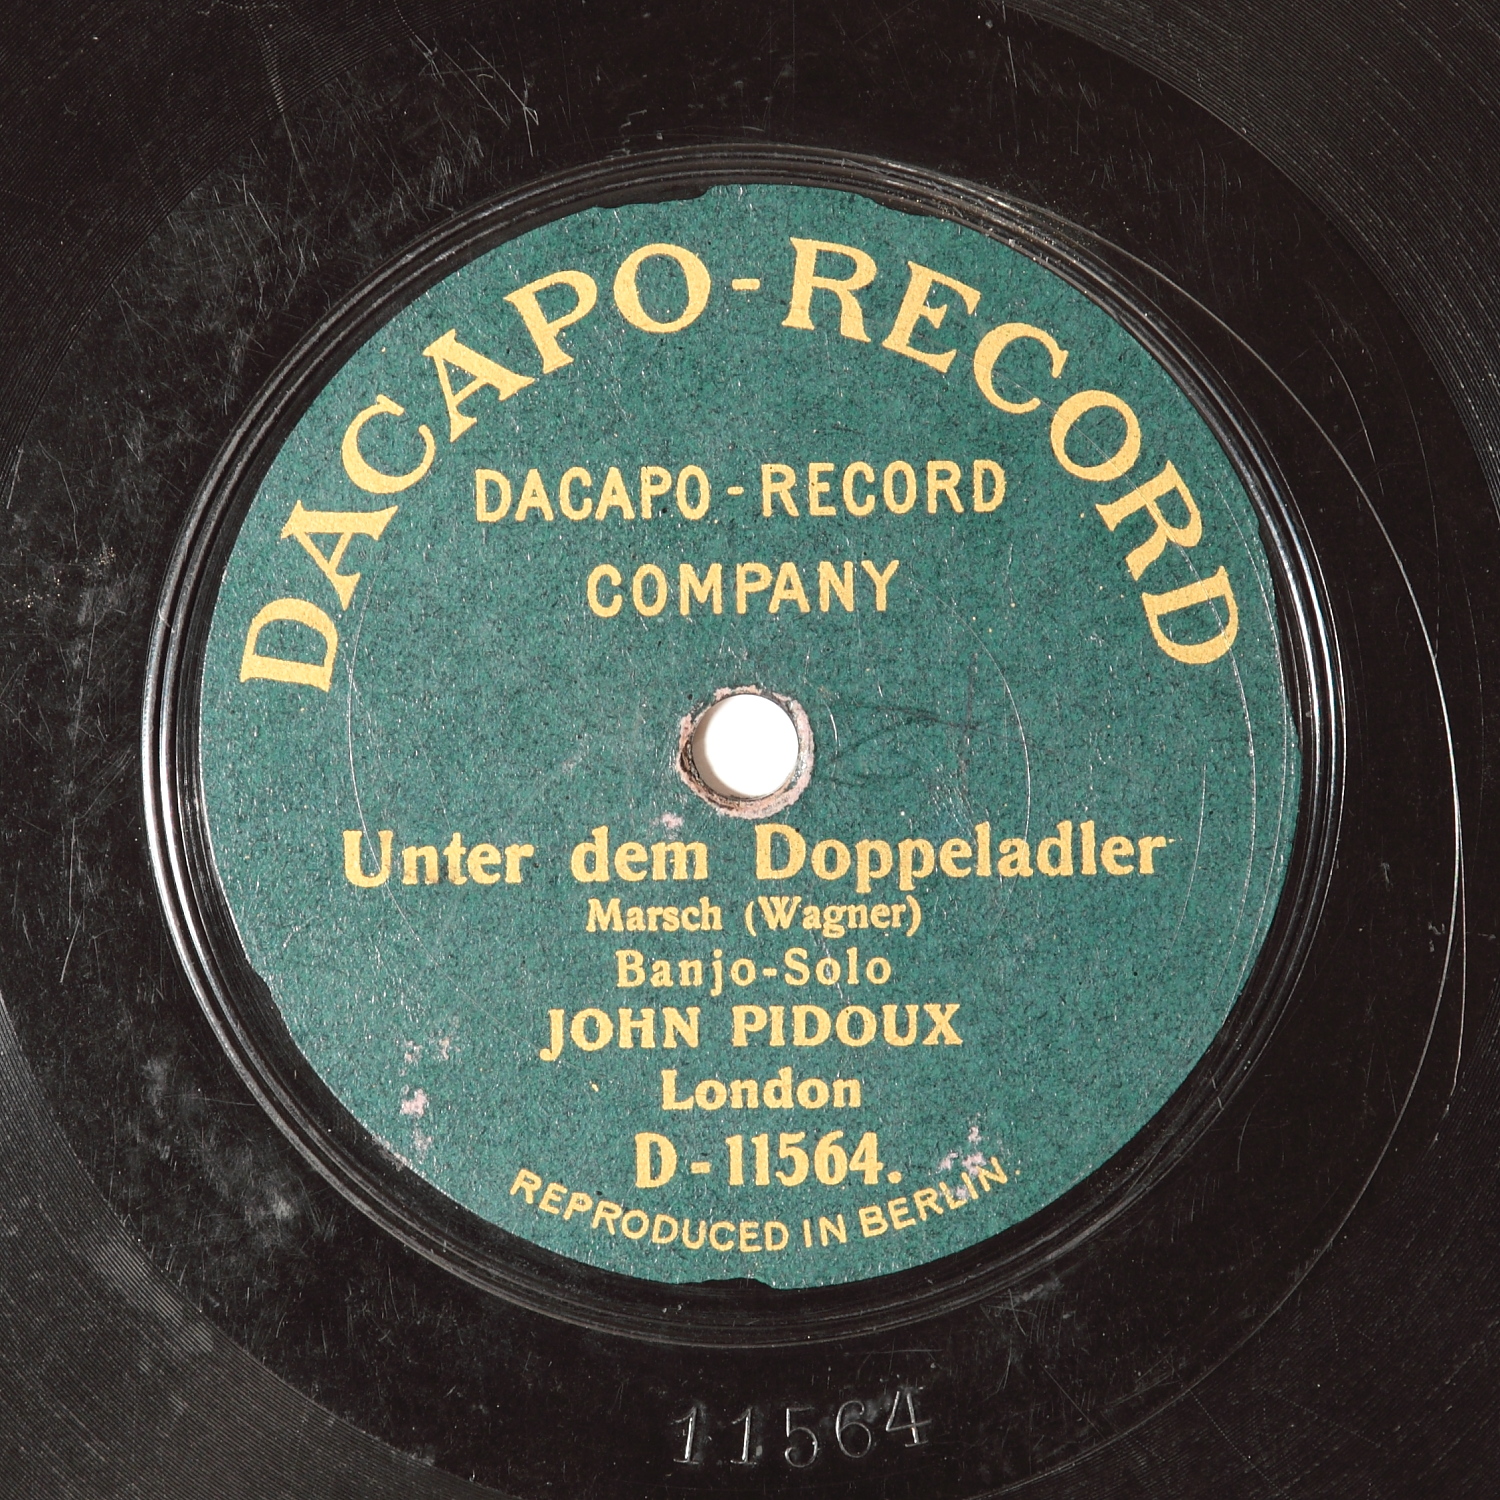 DACAPO-RECORD
DACAPO-RECORD
COMPANY
Unter dem Doppeladler
Marsch (Wagner)
Banjo-Solo
JOHN PIDOUX
London
D-11564.
REPRODUCED IN BERLIN.
11564